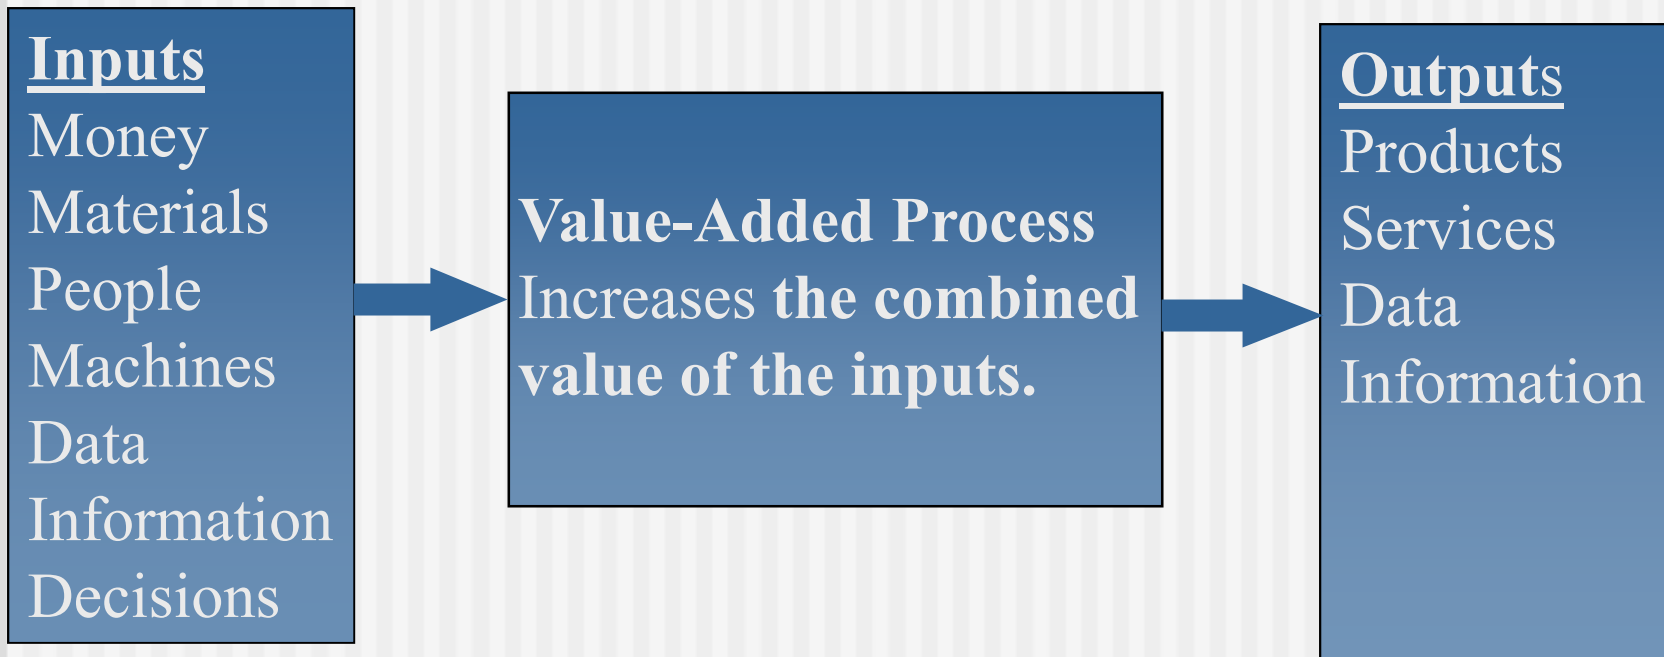 Inputs
Money
Materials
People
Machines
Data
Information
Decisions
Value-Added Process
Increases the combined
value of the inputs.
Outputs
Products
Services
Data
Information